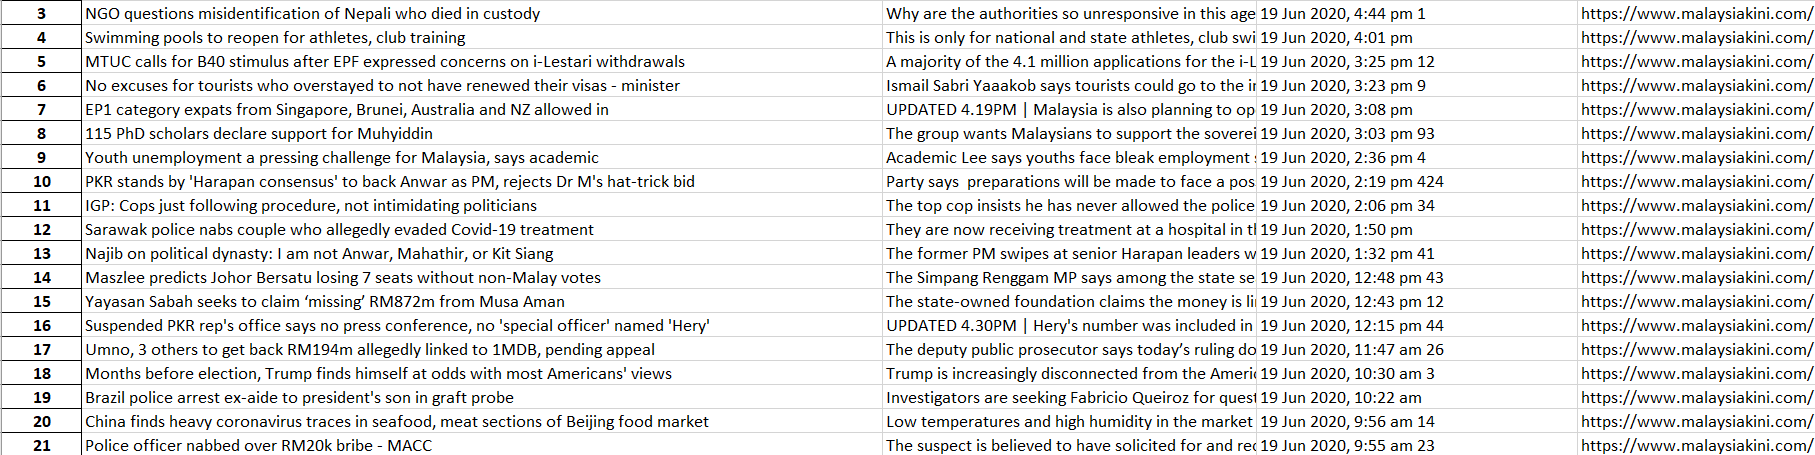 3 NGO questions misidentification of Nepali who died in custody Why are the authorities so unresponsive in this age 19 Jun 2020, 4:44 pm 1 https://www.malaysiakini.com/
4 Swimming pools to reopen for athletes, club training This is only for national and state athletes, club swi 19 Jun 2020, 4:01 pm https://www.malaysiakini.com/
5 MTUC calls for B40 stimulus after EPF expressed concerns on i-Lestari withdrawals A majority of the 4.1 million applications for the i-L 19 Jun 2020, 3:25 pm 12 https://www.malaysiakini.com/
6 No excuses for tourists who overstayed to not have renewed their visas - minister Ismail Sabri Yaaakob says tourists could go to the i 19 Jun 2020, 3:23 pm 9 https://www.malaysiakini.com/
7 EP1 category expats from Singapore, Brunei, Australia and NZ allowed in UPDATED 4.19PM | Malaysia is also planning to op 19 Jun 2020, 3:08 pm https://www.malaysiakini.com/
8 115 PhD scholars declare support for Muhyiddin The group wants Malaysians to support the soverei 19 Jun 2020, 3:03 pm 93 https://www.malaysiakini.com/
9 Youth unemployment a pressing challenge for Malaysia, says academic Academic Lee says youths face bleak employment 19 Jun 2020, 2:36 pm 4 https://www.malaysiakini.com/
10 PKR stands by 'Harapan consensus' to back Anwar as PM, rejects Dr M's hat-trick bid Party says preparations will be made to face a pos 19 Jun 2020, 2:19 pm 424 https://www.malaysiakini.com/
11 IGP: Cops just following procedure, not intimidating politicians The top cop insists he has never allowed the police 19 Jun 2020, 2:06 pm 34 https://www.malaysiakini.com/
12 Sarawak police nabs couple who allegedly evaded Covid-19 treatment They are now receiving treatment at a hospital in t 19 Jun 2020, 1:50 pm https://www.malaysiakini.com/
13 Najib on political dynasty: I am not Anwar, Mahathir, or Kit Siang The former PM swipes at senior Harapan leaders w 19 Jun 2020, 1:32 pm 41 https://www.malaysiakini.com/
14 Maszlee predicts Johor Bersatu losing 7 seats without non-Malay votes The Simpang Renggam MP says among the state se 19 Jun 2020, 12:48 pm 43 https://www.malaysiakini.com/
15 Yayasan Sabah seeks to claim ‘missing’ RM872m from Musa Aman The state-owned foundation claims the money is li 19 Jun 2020, 12:43 pm 12 https://www.malaysiakini.com/
16 Suspended PKR rep's office says no press conference, no 'special officer' named 'Hery' UPDATED 4.30PM | Hery's number was included in 19 Jun 2020, 12:15 pm 44 https://www.malaysiakini.com/
17 Umno, 3 others to get back RM194m allegedly linked to 1MDB, pending appeal The deputy public prosecutor says today’s ruling do 19 Jun 2020, 11:47 am 26 https://www.malaysiakini.com/
18 Months before election, Trump finds himself at odds with most Americans' views Trump is increasingly disconnected from the Ameri 19 Jun 2020, 10:30 am 3 https://www.malaysiakini.com/
19 Brazil police arrest ex-aide to president's son in graft probe Investigators are seeking Fabricio Queiroz for quest 19 Jun 2020, 10:22 am https://www.malaysiakini.com/
20 China finds heavy coronavirus traces in seafood, meat sections of Beijing food market Low temperatures and high humidity in the market 19 Jun 2020, 9:56 am 14 https://www.malaysiakini.com/
21 Police officer nabbed over RM20k bribe - MACC The suspect is believed to have solicited for and rec 19 Jun 2020, 9:55 am 23 https://www.malaysiakini.com/